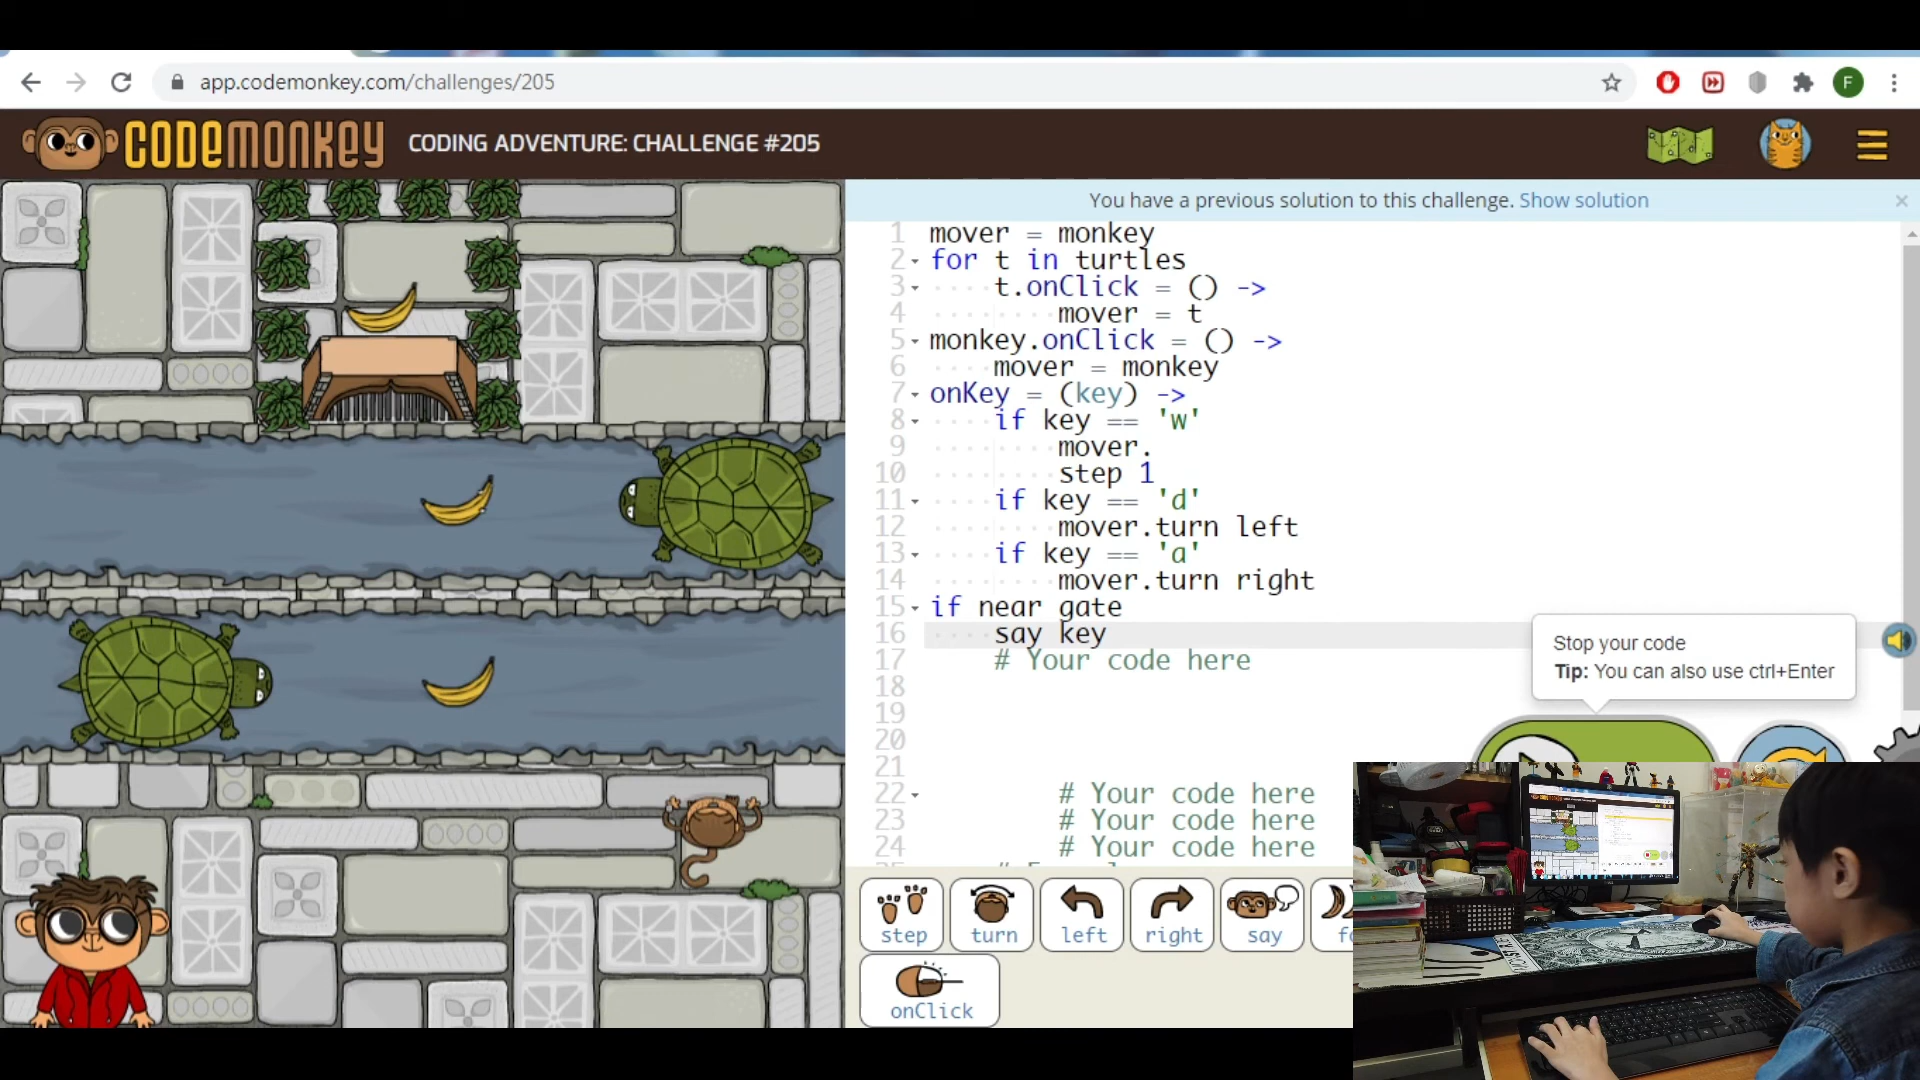 app.codemonkey.com/challenges/205
F
CODEMONKEY
CODING ADVENTURE: CHALLENGE #205
You have a previous solution to this challenge. Show solution
1 mover = monkey
2 for t in turtles
3 t.onClick = () ->
4 mover = t
5 monkey.onClick = () ->
6 mover = monkey
7 onKey = (key) ->
8 if key == 'w'
9 mover.
10 step 1
11 if key == 'd'
12 mover.turn left
13 if key == 'a'
14 mover.turn right
15 if near gate
16 say key
17 # Your code here
18
19
20
21
22 # Your code here
23 # Your code here
24 # Your code here
Stop your code
Tip: You can also use ctrl+Enter
step
turn
left
right
say
onClick